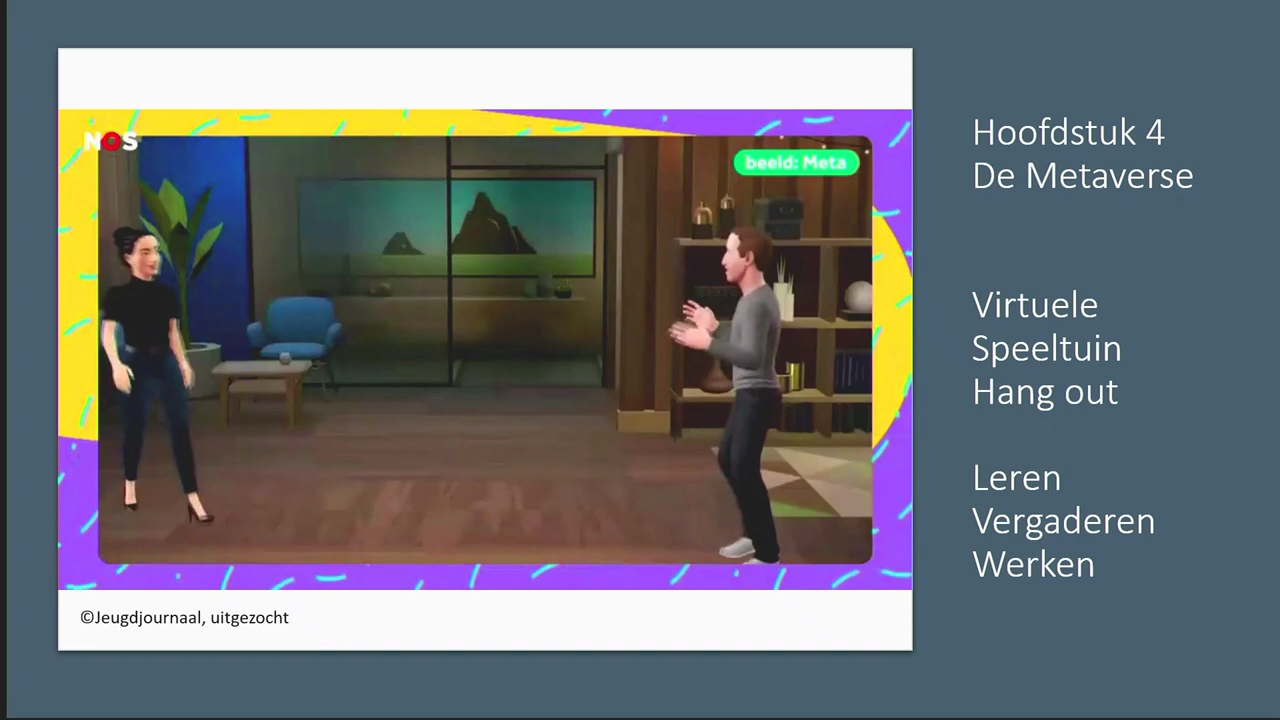 NOS
beeld: Meta
©Jeugdjournaal, uitgezocht
Hoofdstuk 4
De Metaverse
Virtuele
Speeltuin
Hang out
Leren
Vergaderen
Werken